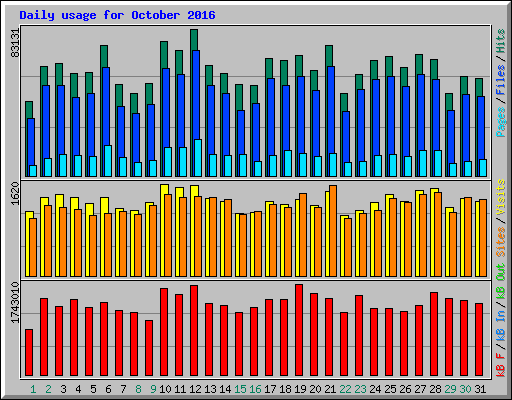 Daily usage for October 2016
83131
Pages / Files / Hits
1620
Sites / Visits
1743010
kB F / kB In / kB Out
1 2 3 4 5 6 7 8 9 10 11 12 13 14 15 16 17 18 19 20 21 22 23 24 25 26 27 28 29 30 31